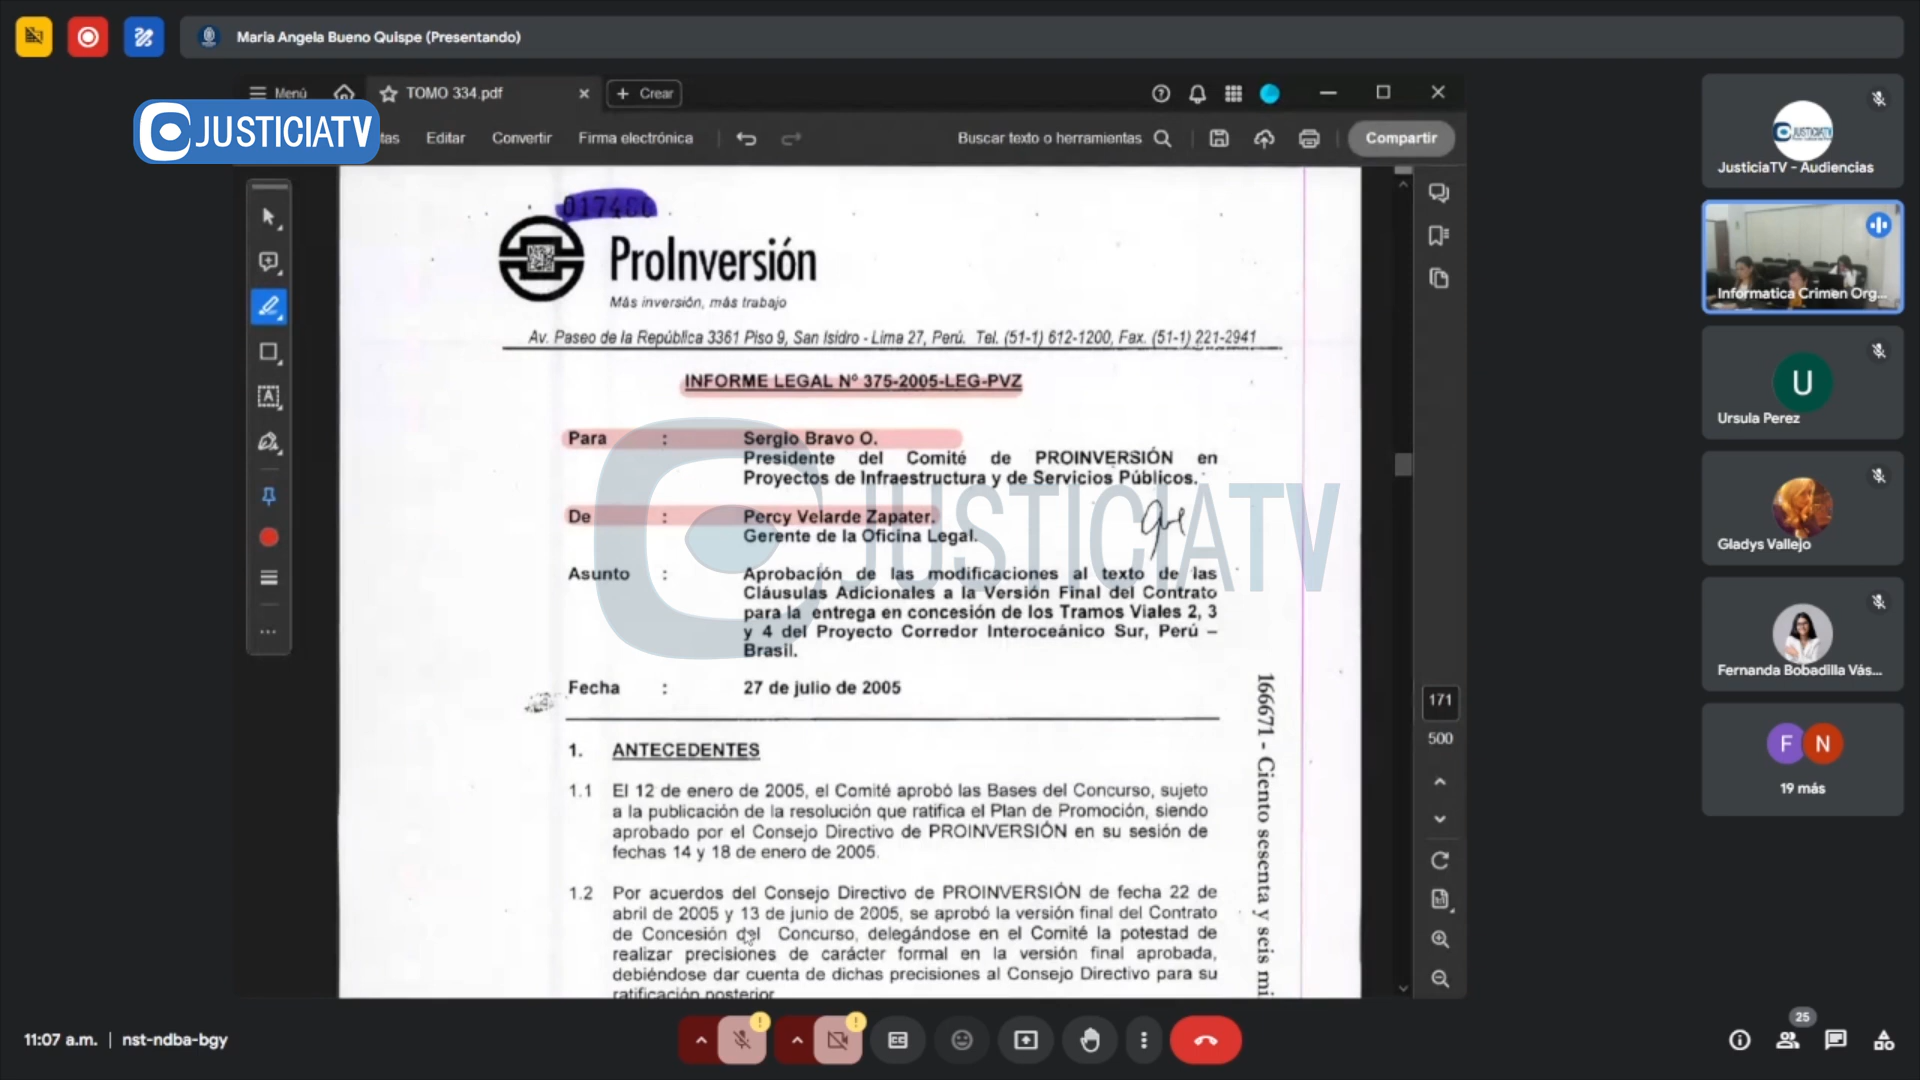 Maria Angela Bueno Quispe (Presentando)
Menú
TOMO 334.pdf
Crear
JUSTICIATV
tas
Editar
Convertir
Firma electrónica
Buscar texto o herramientas
Compartir
ProInversión
Más inversión, más trabajo
Av. Paseo de la República 3361 Piso 9, San Isidro - Lima 27, Perú. Tel. (51-1) 612-1200, Fax. (51-1) 221-2941
INFORME LEGAL Nº 375-2005-LEG-PVZ
Para : Sergio Bravo O.
Presidente del Comité de PROINVERSIÓN en
Proyectos de Infraestructura y de Servicios Públicos.
De : Percy Velarde Zapater.
Gerente de la Oficina Legal.
Asunto : Aprobación de las modificaciones al texto de las
Cláusulas Adicionales a la Versión Final del Contrato
para la entrega en concesión de los Tramos Viales 2, 3
y 4 del Proyecto Corredor Interoceánico Sur, Perú –
Brasil.
Fecha : 27 de julio de 2005
1. ANTECEDENTES
1.1 El 12 de enero de 2005, el Comité aprobó las Bases del Concurso, sujeto
a la publicación de la resolución que ratifica el Plan de Promoción, siendo
aprobado por el Consejo Directivo de PROINVERSIÓN en su sesión de
fechas 14 y 18 de enero de 2005.
1.2 Por acuerdos del Consejo Directivo de PROINVERSIÓN de fecha 22 de
abril de 2005 y 13 de junio de 2005, se aprobó la versión final del Contrato
de Concesión del Concurso, delegándose en el Comité la potestad de
realizar precisiones de carácter formal en la versión final aprobada,
debiéndose dar cuenta de dichas precisiones al Consejo Directivo para su
ratificación posterior
166671 - Ciento sesenta y seis mi
JUSTICIATV
171
500
JUSTICIATV
JusticiaTV - Audiencias
Informatica Crimen Org...
U
Ursula Perez
Gladys Vallejo
Fernanda Bobadilla Vás...
F N
19 más
11:07 a.m. | nst-ndba-bgy
25